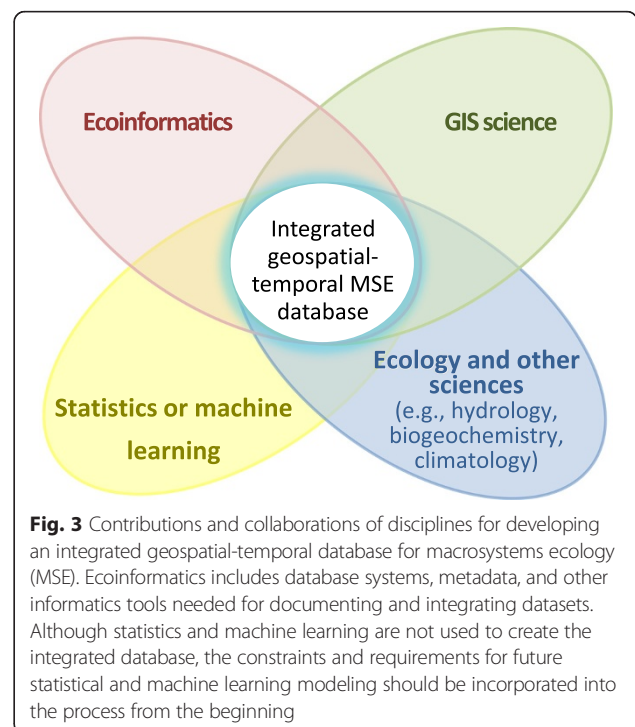 Ecoinformatics
GIS science
Integrated
geospatial-
temporal MSE
database
Statistics or machine
learning
Ecology and other
sciences
(e.g., hydrology,
biogeochemistry,
climatology)
Fig. 3 Contributions and collaborations of disciplines for developing
an integrated geospatial-temporal database for macrosystems ecology
(MSE). Ecoinformatics includes database systems, metadata, and other
informatics tools needed for documenting and integrating datasets.
Although statistics and machine learning are not used to create the
integrated database, the constraints and requirements for future
statistical and machine learning modeling should be incorporated into
the process from the beginning